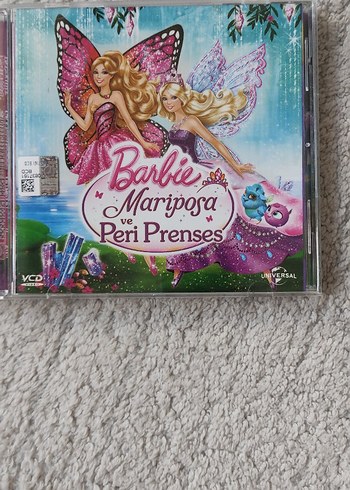 Barbie
Mariposa
ve
Peri Prenses
VCD
UNIVERSAL